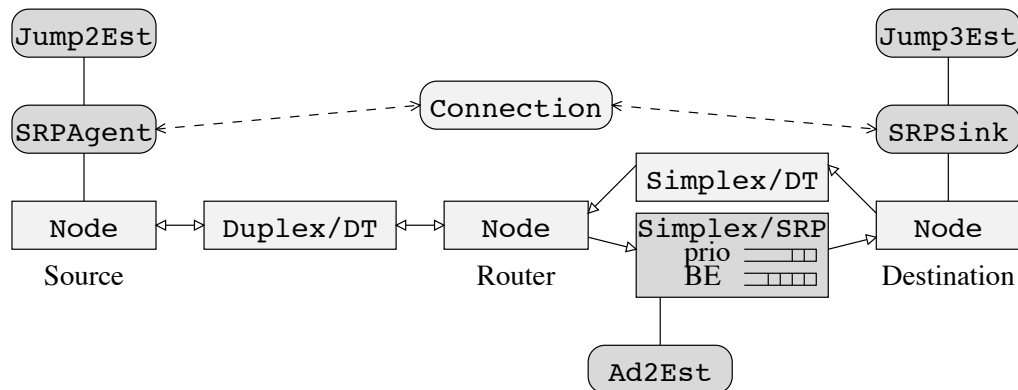 Jump2Est
Jump3Est
Connection
SRPAgent
SRPSink
Simplex/DT
Node
Duplex/DT
Node
Simplex/SRP
Node
prio
BE
Source
Router
Destination
Ad2Est